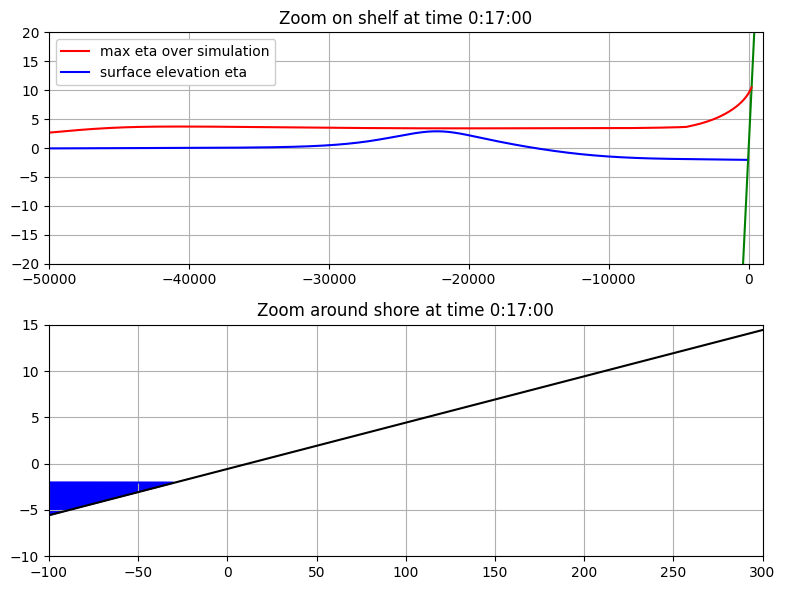 Zoom on shelf at time 0:17:00
max eta over simulation
surface elevation eta
20
15
10
5
0
−5
−10
−15
−20
−50000 −40000 −30000 −20000 −10000 0
Zoom around shore at time 0:17:00
15
10
5
0
−5
−10
−100 −50 0 50 100 150 200 250 300